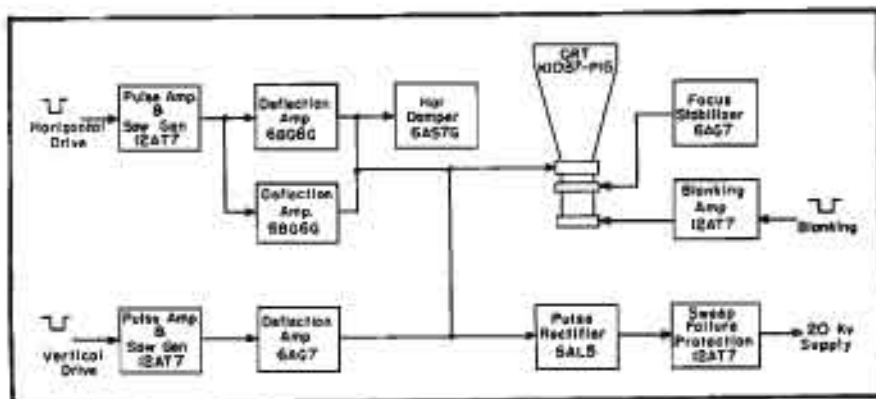 Horizontal
Drive
Pulse Amp
&
Saw Gen
12AT7
Deflection
Amp
6BG6G
Hor
Damper
6AS7G
CRT
Focus
Stabilizer
6AG7
Deflection
Amp.
6BG6G
Blanking
Amp
12AT7
Blanking
Vertical
Drive
Pulse Amp
&
Saw Gen
12AT7
Deflection
Amp
6AG7
Pulse
Rectifier
6AL5
Sweep
Failure
Protection
12AT7
20 Kv
Supply